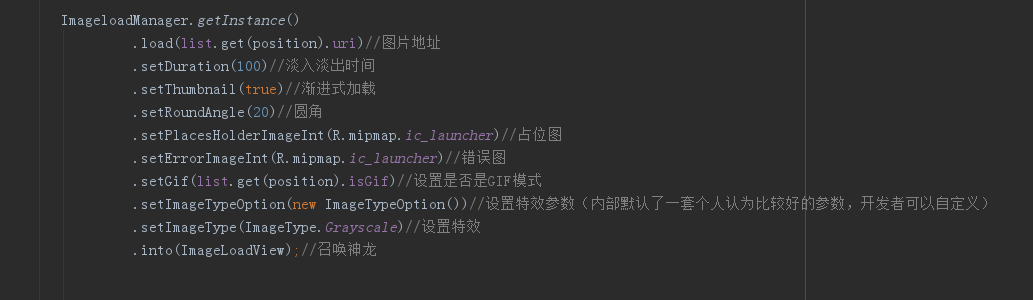 ImageloadManager.getInstance()
.load(list.get(position).uri)//图片地址
.setDuration(100)//淡入淡出时间
.setThumbnail(true)//渐进式加载
.setRoundAngle(20)//圆角
.setPlacesHolderImageInt(R.mipmap.ic_launcher)//占位图
.setErrorImageInt(R.mipmap.ic_launcher)//错误图
.setGif(list.get(position).isGif)//设置是否是GIF模式
.setImageTypeOption(new ImageTypeOption())//设置特效参数（内部默认了一套个人认为比较好的参数，开发者可以自定义）
.setImageType(ImageType.Grayscale)//设置特效
.into(ImageLoadView);//召唤神龙